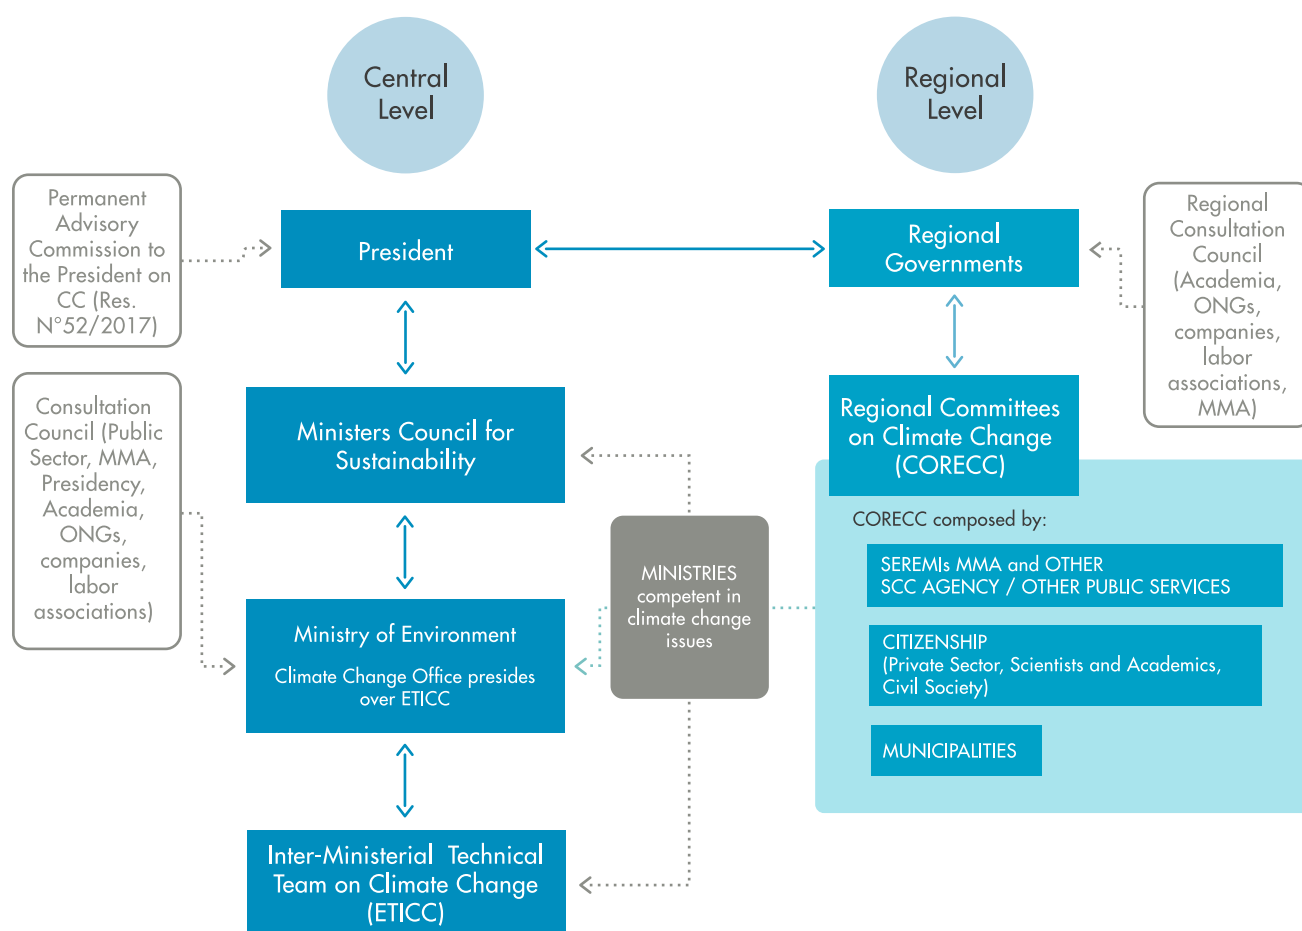 Central
Level
Regional
Level
Permanent
Advisory
Commission to
the President on
CC (Res.
N°52/2017)
President
Regional
Governments
Regional
Consultation
Council
(Academia,
ONGs,
companies,
labor
associations,
MMA)
Consultation
Council (Public
Sector, MMA,
Presidency,
Academia,
ONGs,
companies,
labor
associations)
Ministers Council for
Sustainability
Regional Committees
on Climate Change
(CORECC)
CORECC composed by:
SEREMIs MMA and OTHER
SCC AGENCY / OTHER PUBLIC SERVICES
CITIZENSHIP
(Private Sector, Scientists and Academics,
Civil Society)
MUNICIPALITIES
MINISTRIES
competent in
climate change
issues
Ministry of Environment
Climate Change Office presides
over ETICC
Inter-Ministerial Technical
Team on Climate Change
(ETICC)